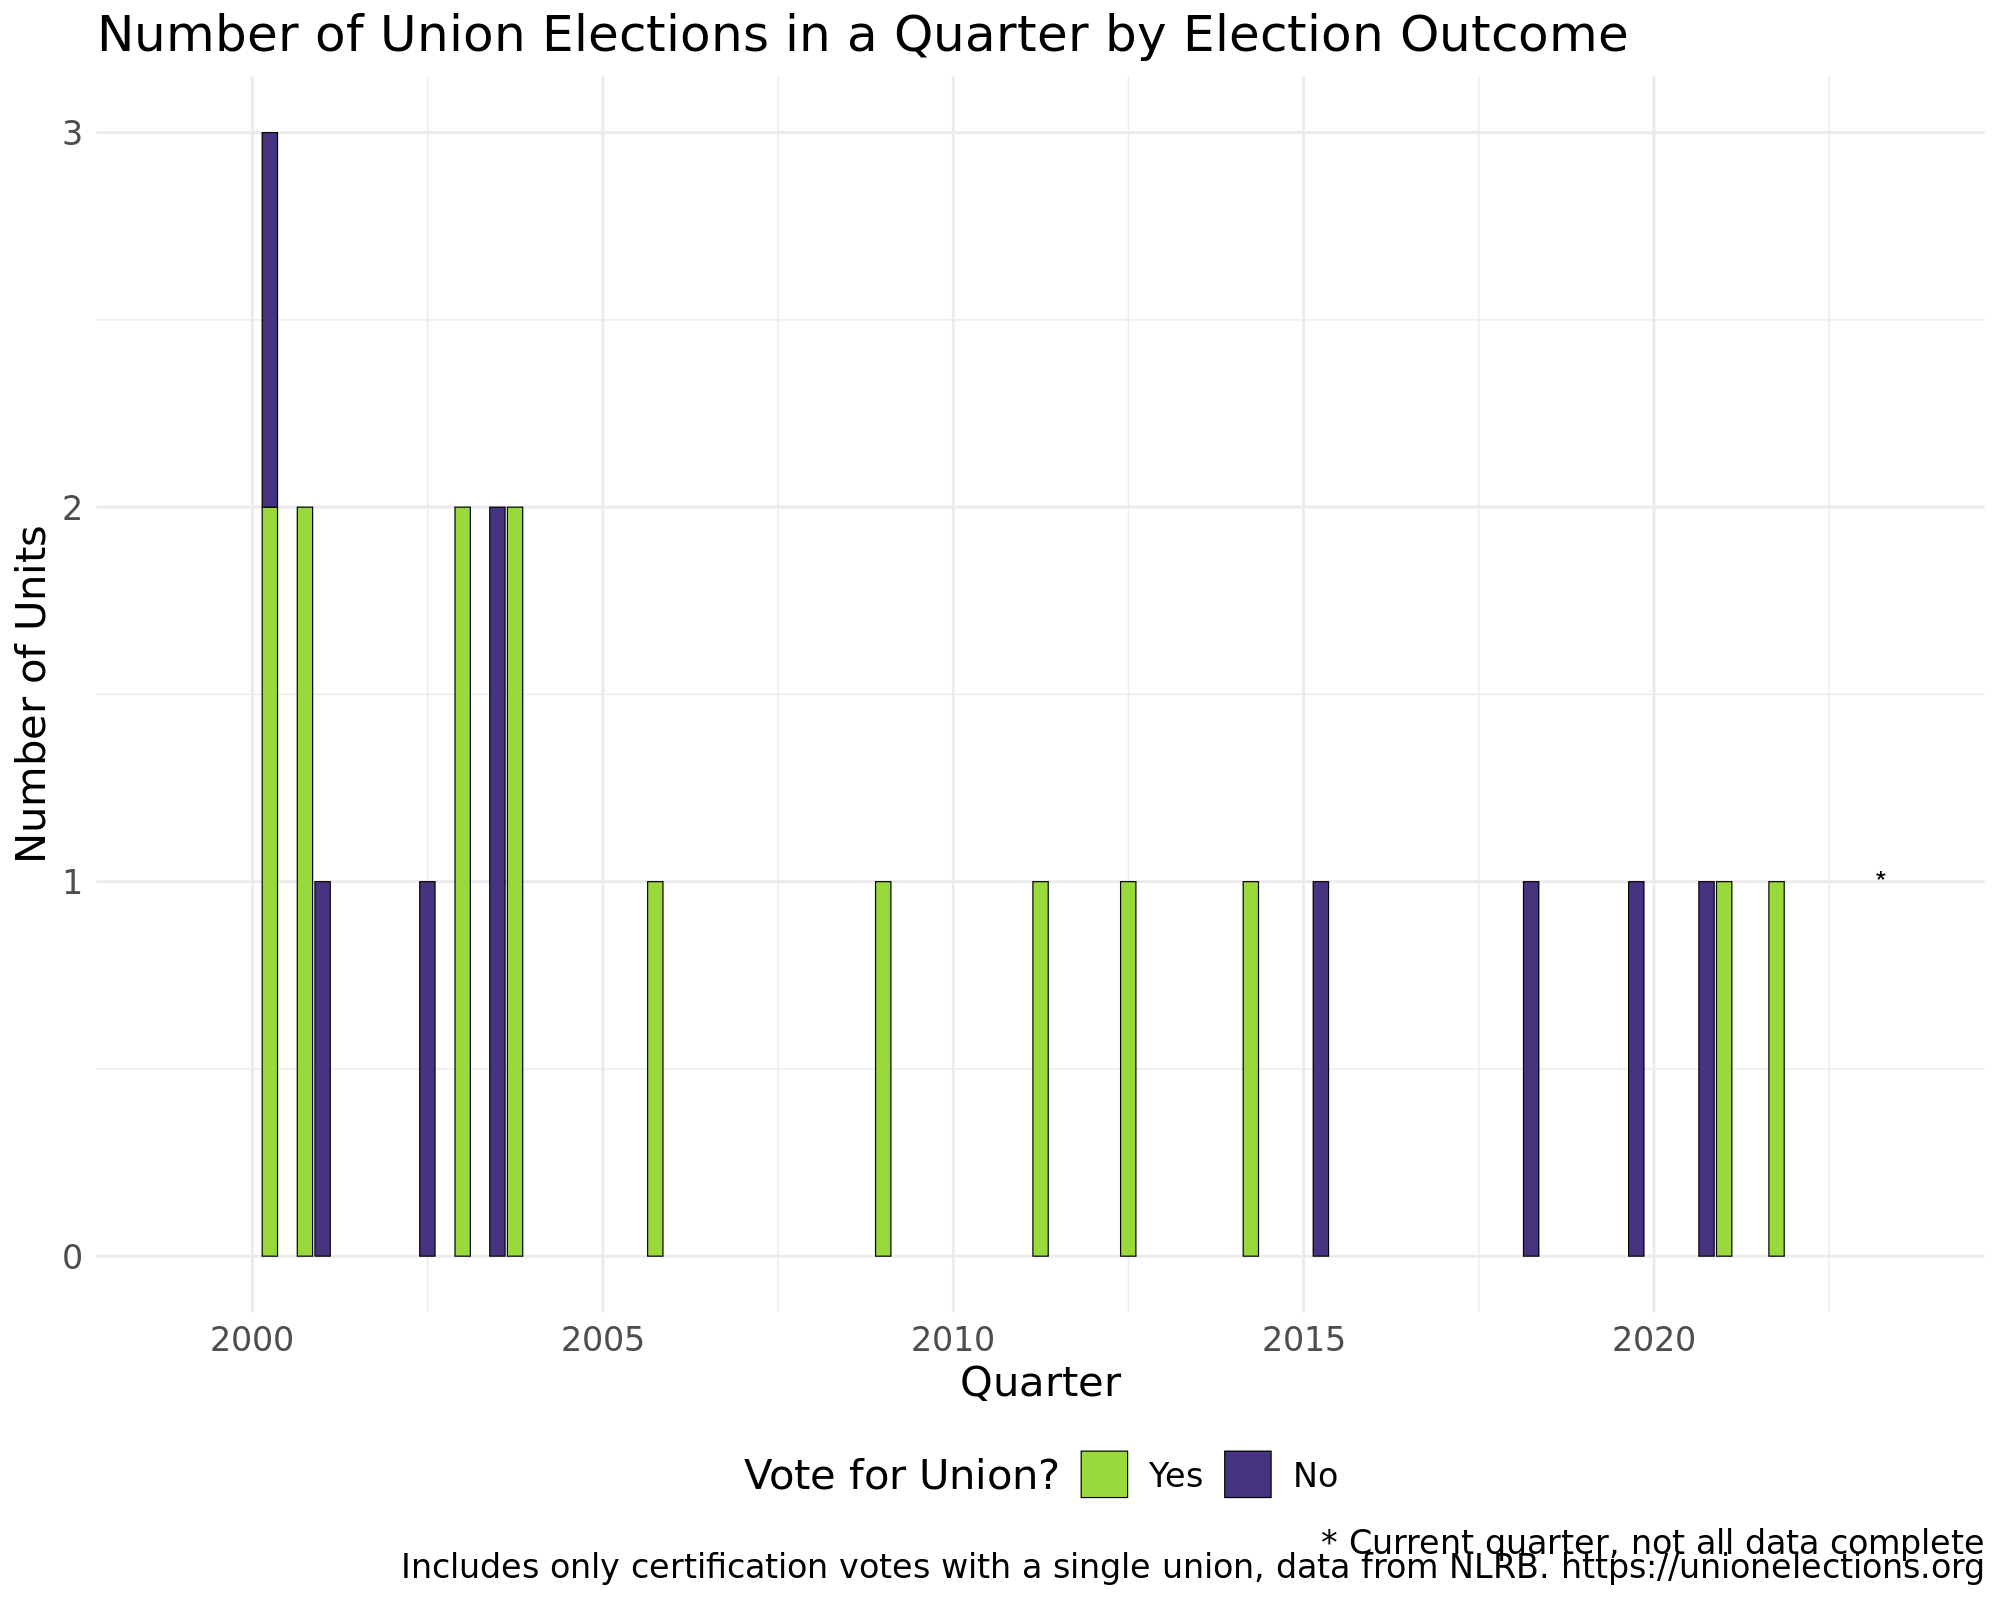 Number of Union Elections in a Quarter by Election Outcome
Number of Units
3
2
1
0
*
2000 2005 2010 2015 2020
Quarter
Vote for Union? Yes No
* Current quarter, not all data complete
Includes only certification votes with a single union, data from NLRB. https://unionelections.org